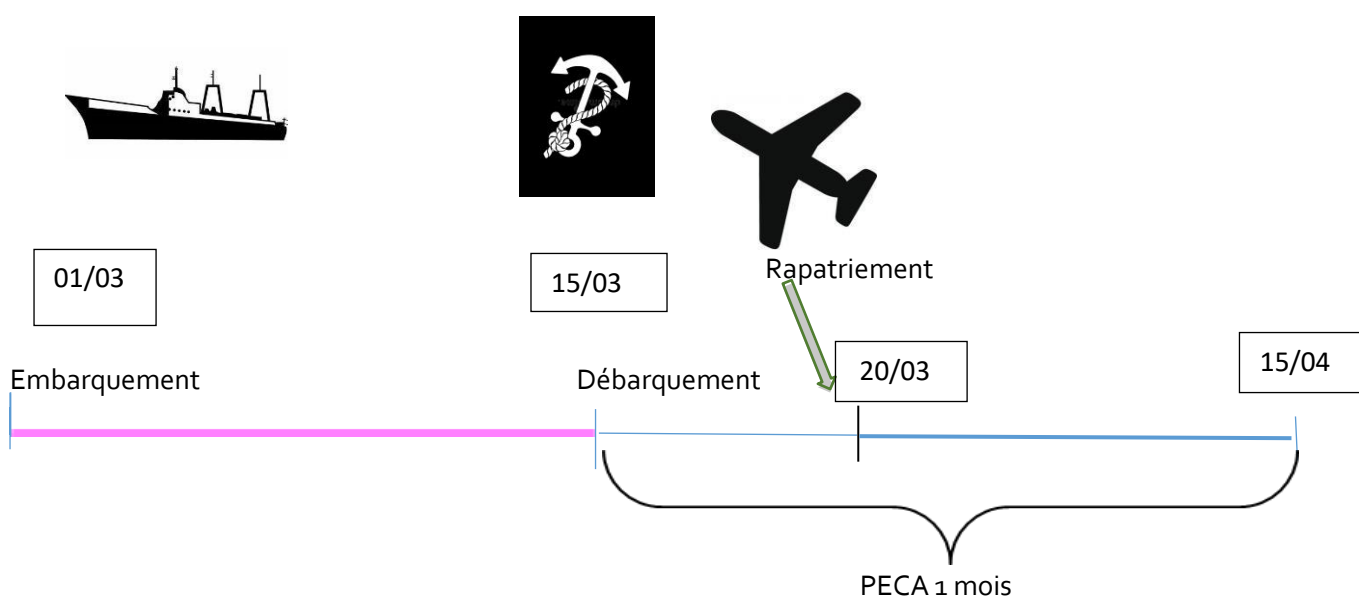 01/03
15/03
Rapatriement
20/03
15/04
Embarquement
Débarquement
PECA 1 mois